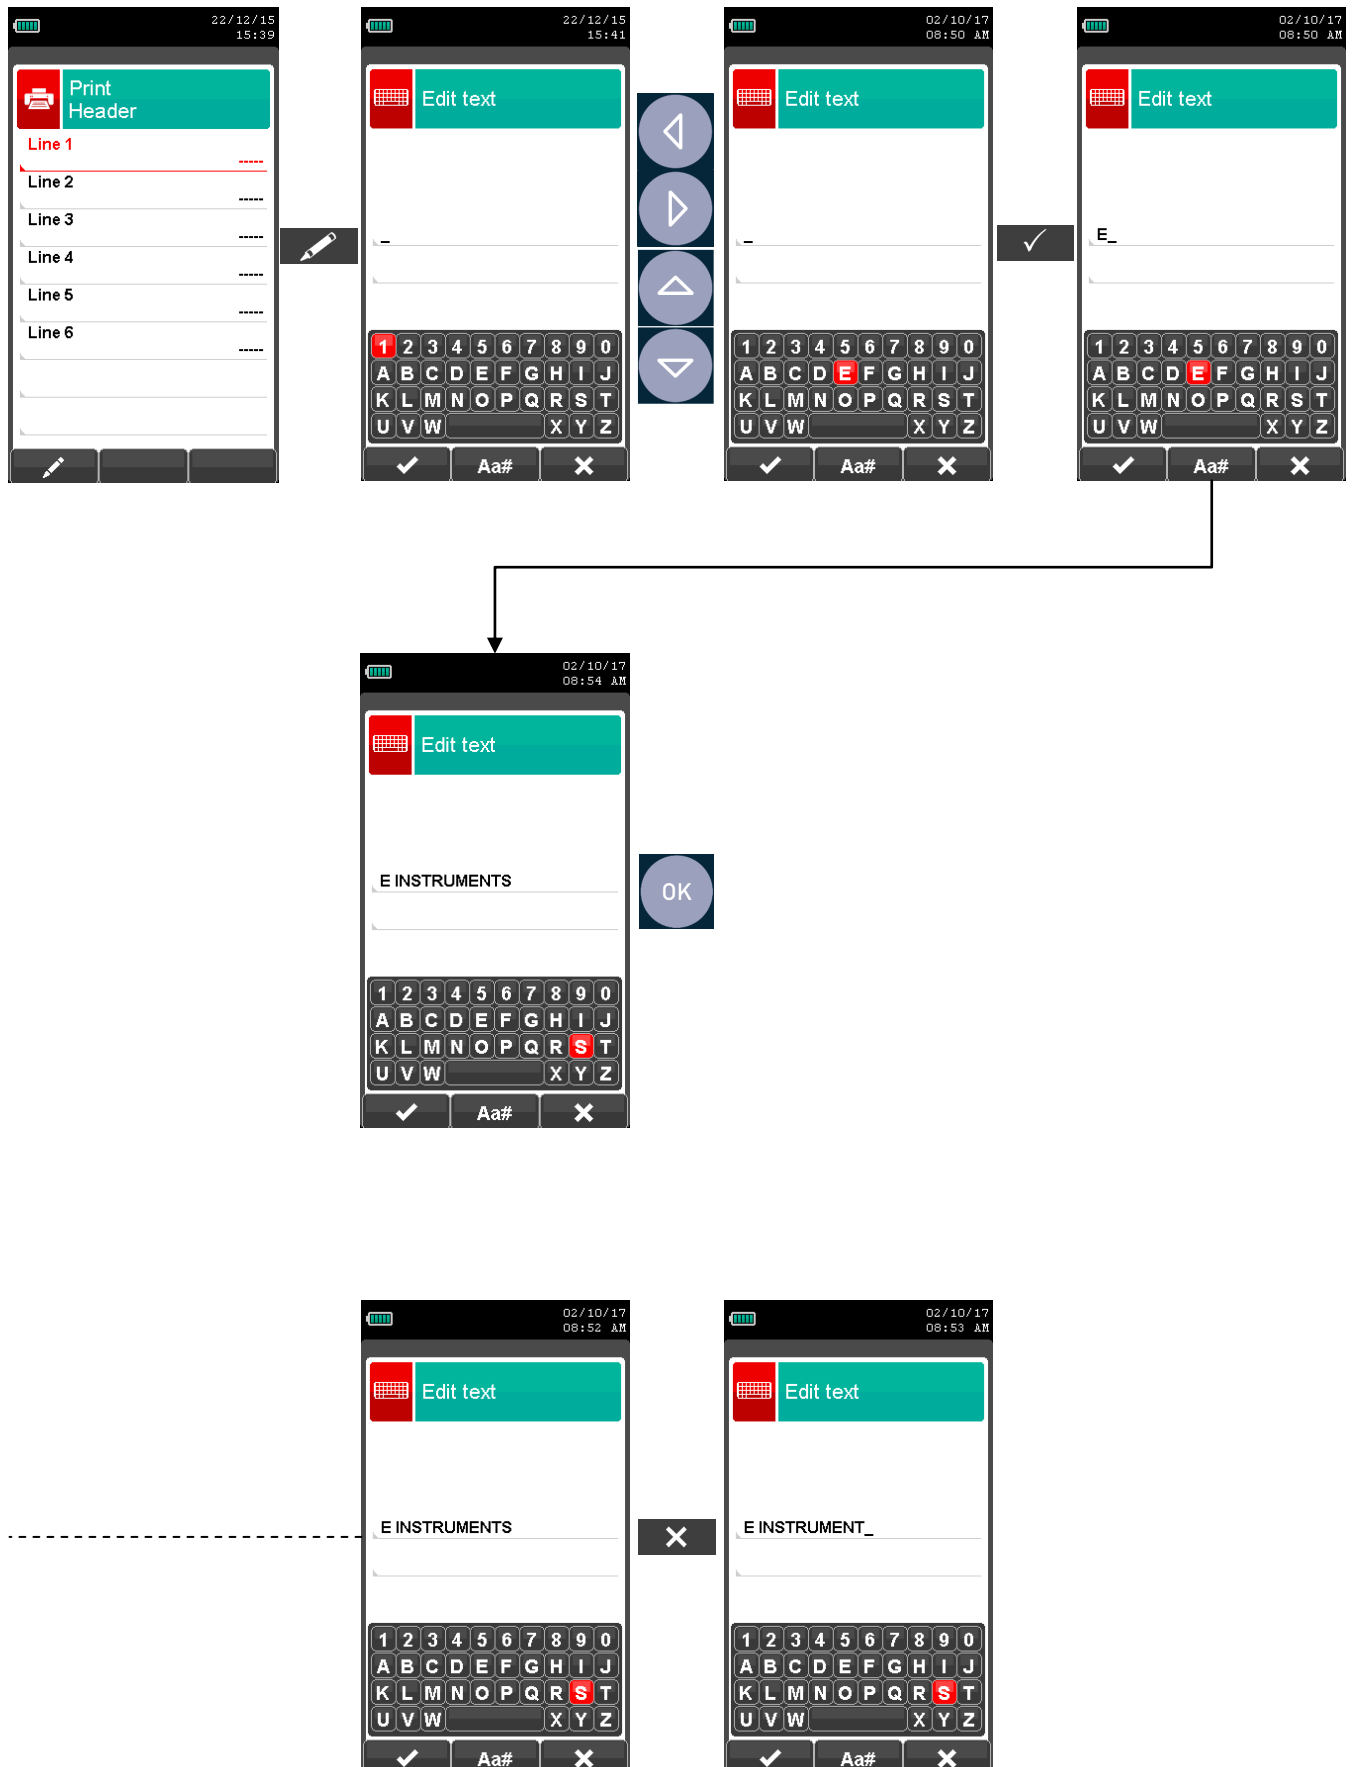 22/12/15
15:39
Print
Header
Line 1
-----
Line 2
-----
Line 3
-----
Line 4
-----
Line 5
-----
Line 6
-----
22/12/15
15:41
Edit text
_
1 2 3 4 5 6 7 8 9 0
A B C D E F G H I J
K L M N O P Q R S T
U V W X Y Z
Aa#
02/10/17
08:50 AM
Edit text
_
1 2 3 4 5 6 7 8 9 0
A B C D E F G H I J
K L M N O P Q R S T
U V W X Y Z
Aa#
02/10/17
08:50 AM
Edit text
E_
1 2 3 4 5 6 7 8 9 0
A B C D E F G H I J
K L M N O P Q R S T
U V W X Y Z
Aa#
02/10/17
08:54 AM
Edit text
E INSTRUMENTS
1 2 3 4 5 6 7 8 9 0
A B C D E F G H I J
K L M N O P Q R S T
U V W X Y Z
Aa#
OK
02/10/17
08:52 AM
Edit text
E INSTRUMENTS
1 2 3 4 5 6 7 8 9 0
A B C D E F G H I J
K L M N O P Q R S T
U V W X Y Z
Aa#
02/10/17
08:53 AM
Edit text
E INSTRUMENT_
1 2 3 4 5 6 7 8 9 0
A B C D E F G H I J
K L M N O P Q R S T
U V W X Y Z
Aa#